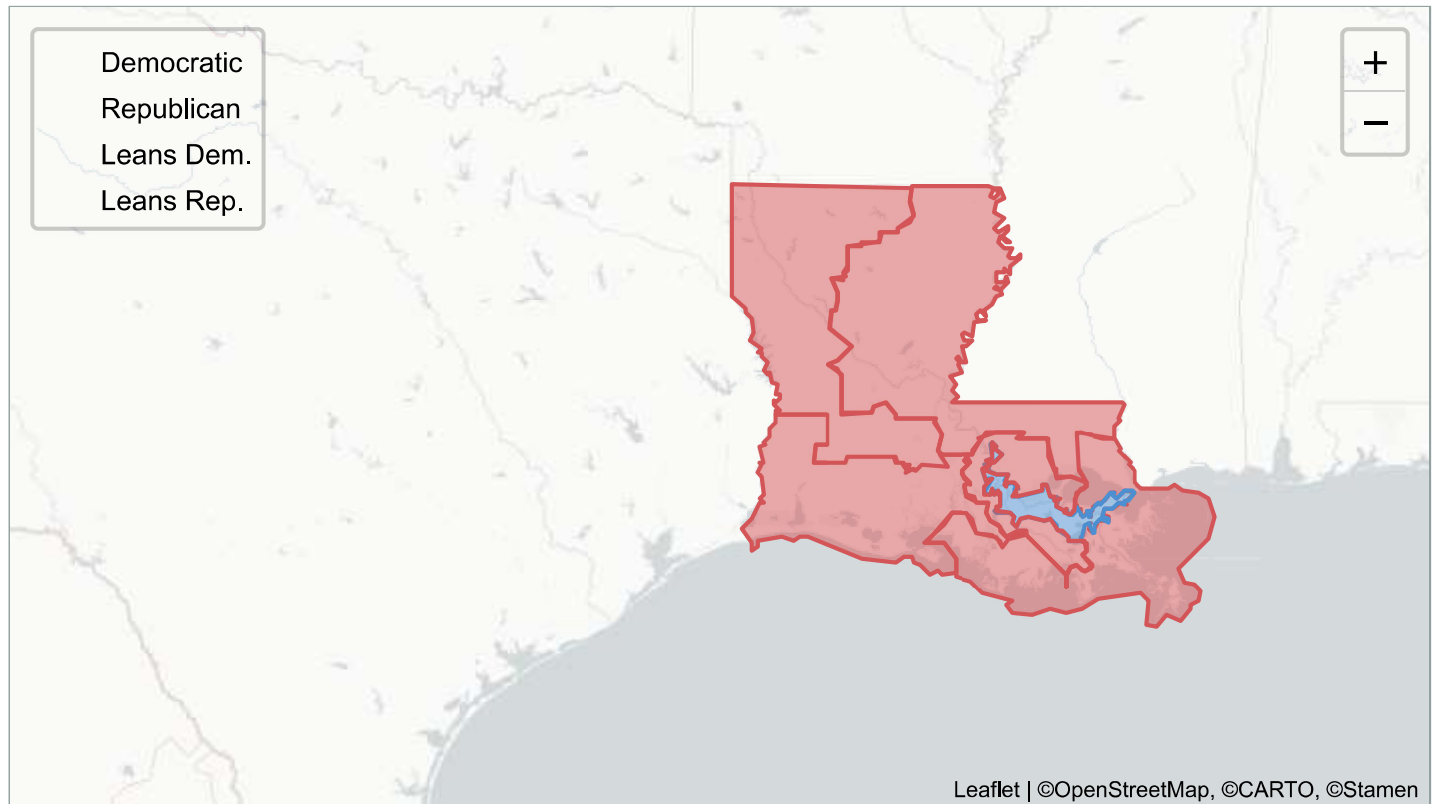 Democratic
Republican
Leans Dem.
Leans Rep.
+
−
Leaflet | ©OpenStreetMap, ©CARTO, ©Stamen